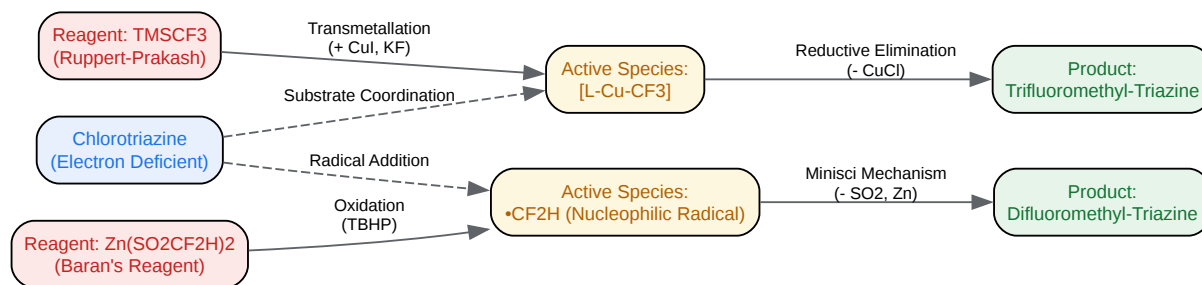 Reagent: TMSCF3
(Ruppert-Prakash)
Transmetallation
(+ CuI, KF)
Active Species:
[L-Cu-CF3]
Reductive Elimination
(- CuCl)
Product:
Trifluoromethyl-Triazine
Substrate Coordination
Chlorotriazine
(Electron Deficient)
Radical Addition
Active Species:
•CF2H (Nucleophilic Radical)
Minisci Mechanism
(- SO2, Zn)
Product:
Difluoromethyl-Triazine
Oxidation
(TBHP)
Reagent: Zn(SO2CF2H)2
(Baran's Reagent)